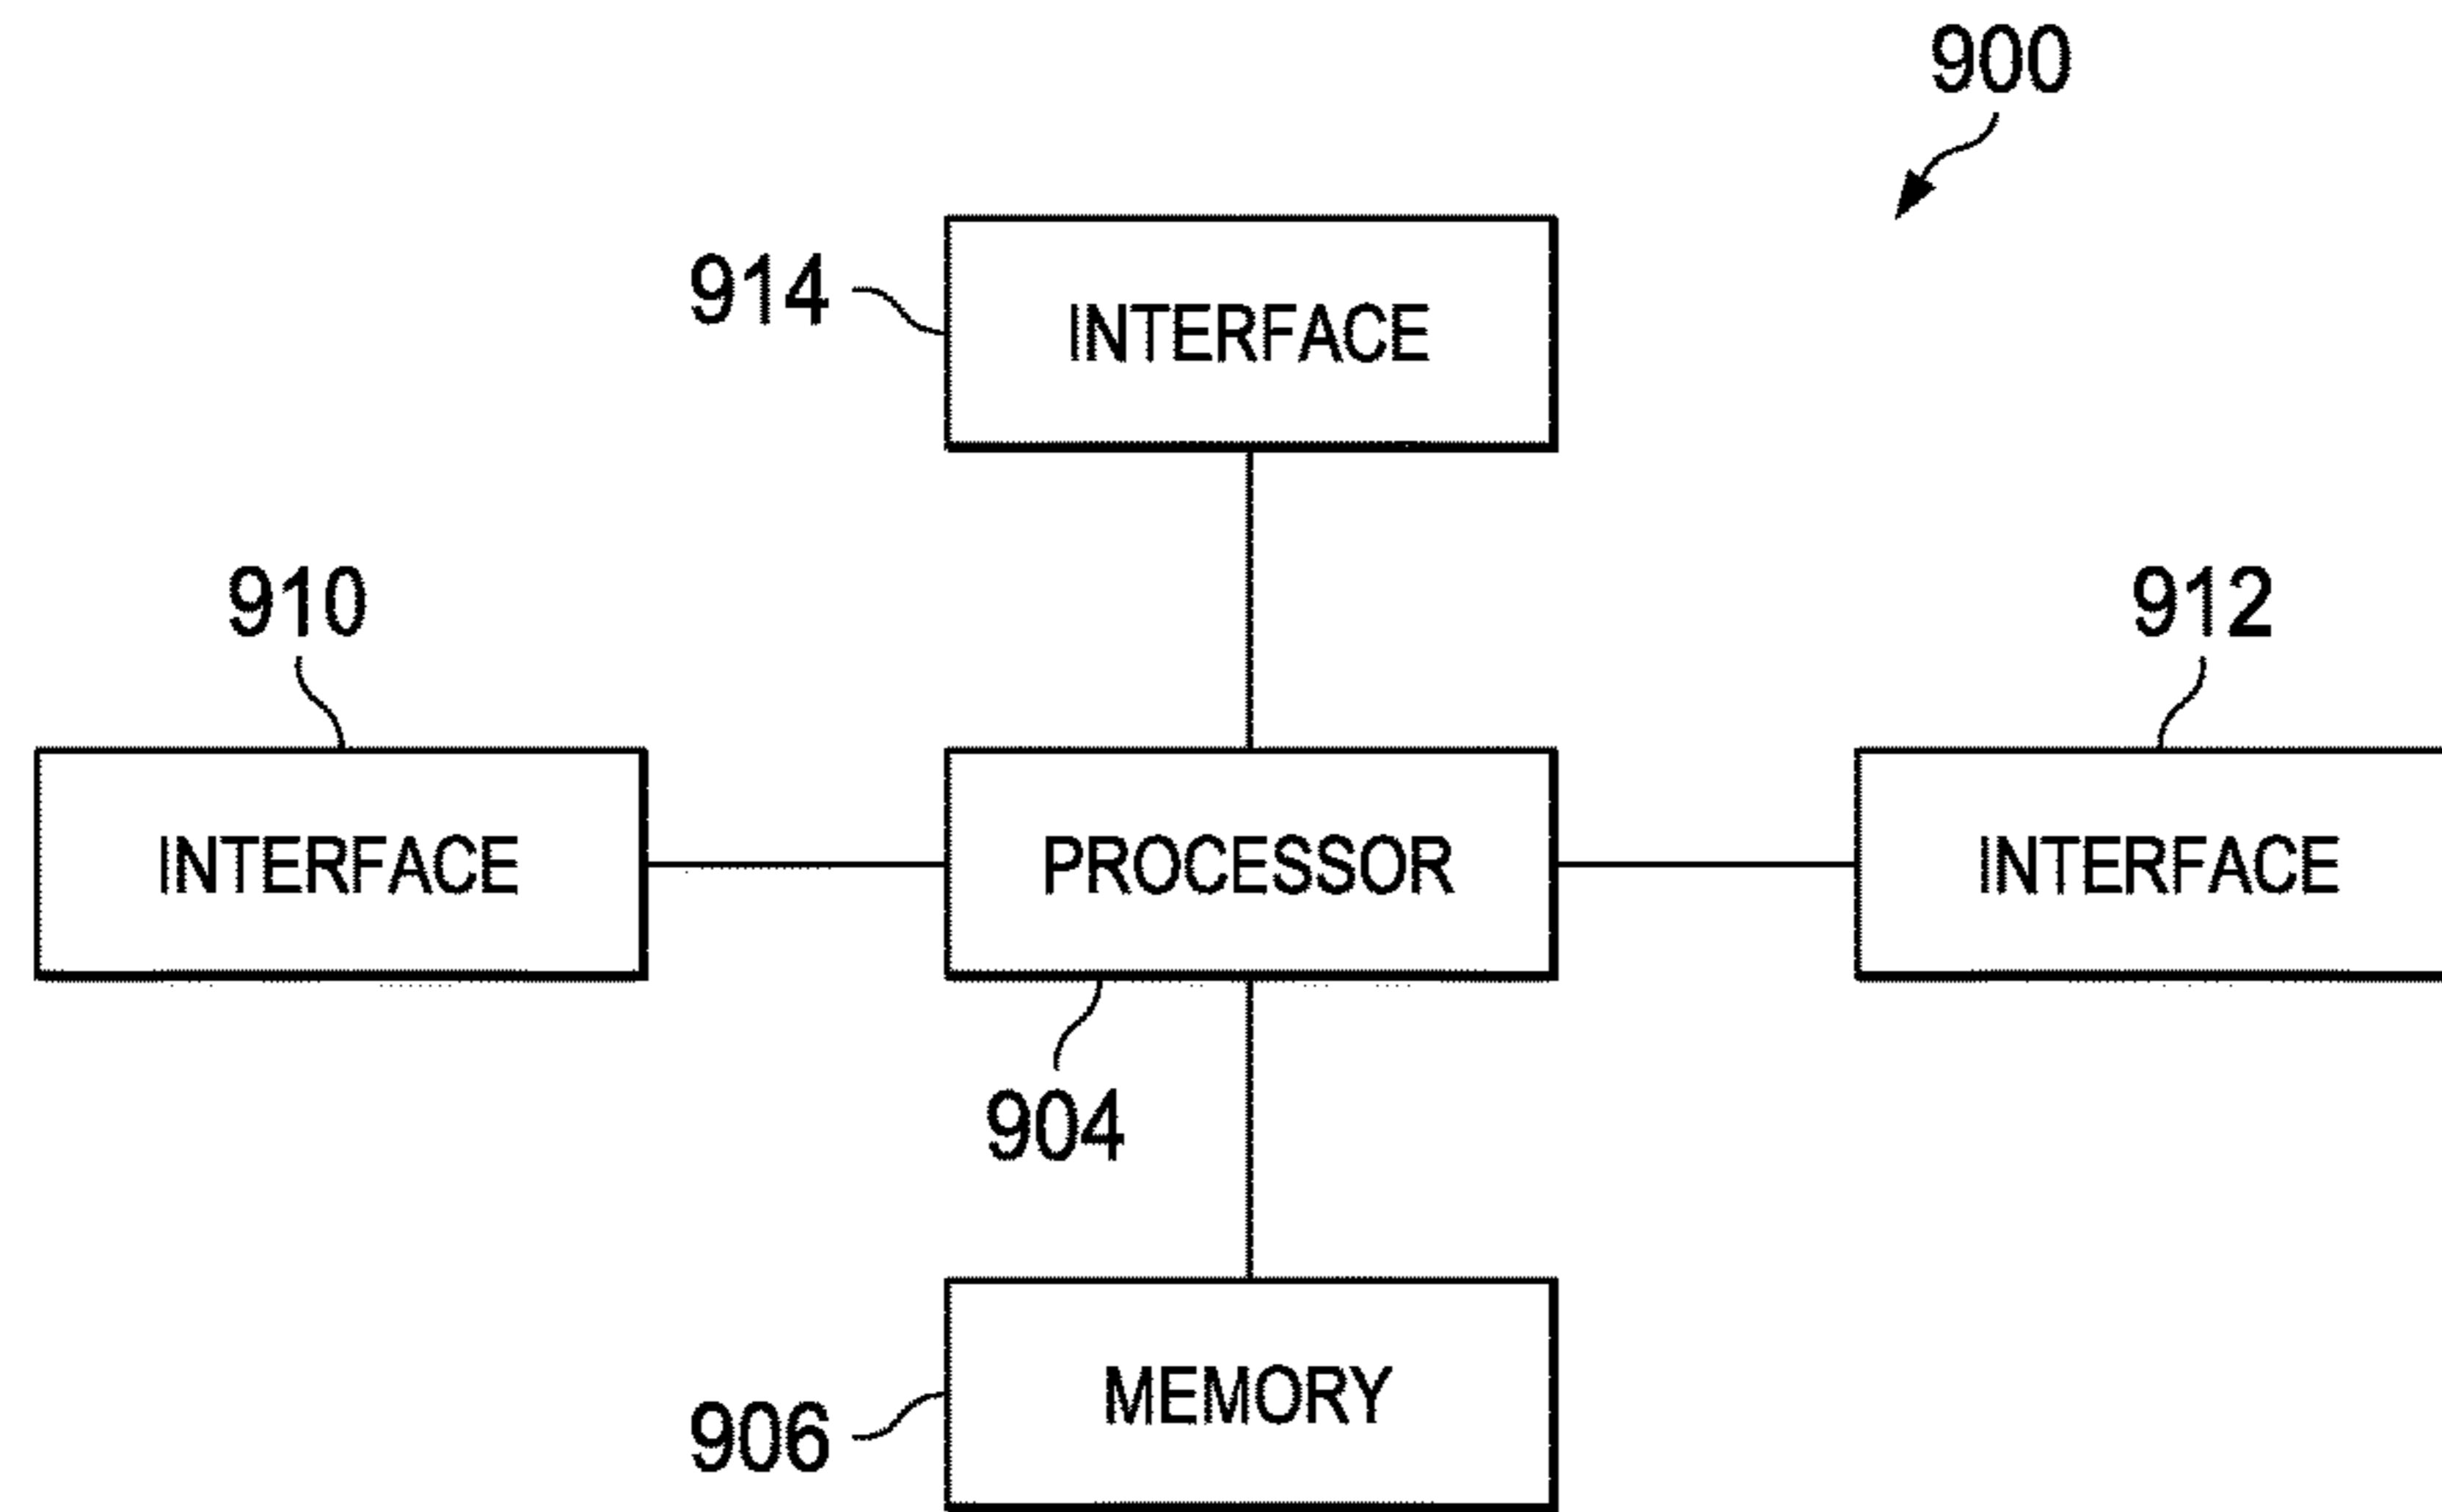 900
914
INTERFACE
910
912
INTERFACE
PROCESSOR
INTERFACE
904
906
MEMORY